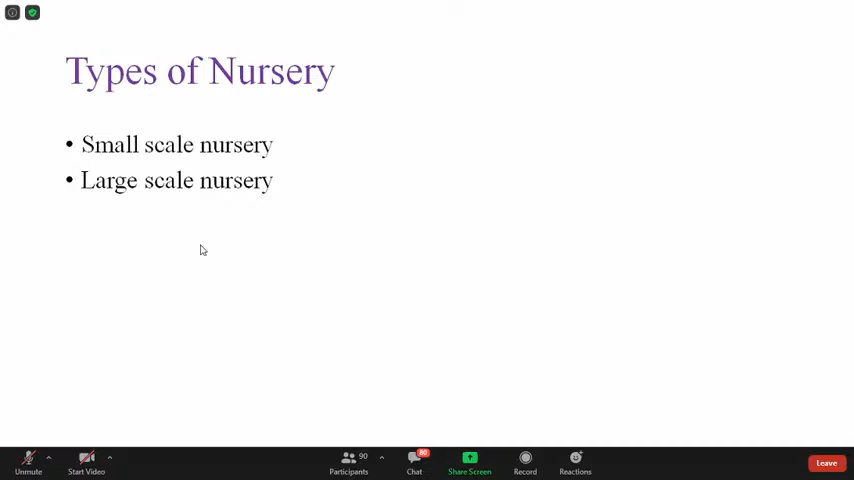 Types of Nursery
• Small scale nursery
• Large scale nursery
90
80
Unmute
Start Video
Participants
Chat
Share Screen
Record
Reactions
Leave